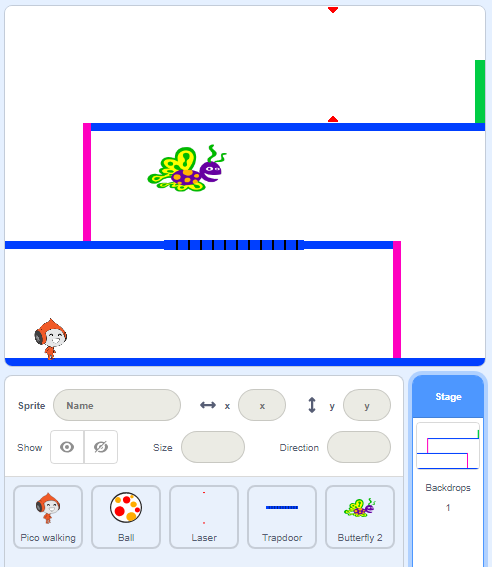 Sprite Name x x y y
Show Size Direction
Stage
Backdrops
1
Pico walking Ball Laser Trapdoor Butterfly 2